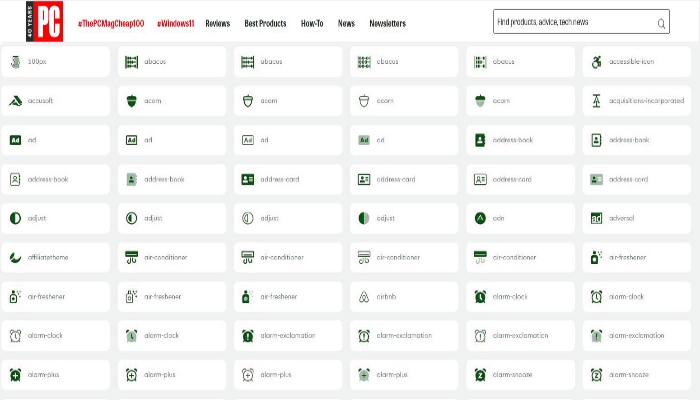 40 YEARS PC #ThePCMagCheap100 #Windows11 Reviews Best Products How-To News Newsletters Find products, advice, tech news
500px abacus abacus abacus abacus accessible-icon
accusoft acorn acorn acorn acorn acquisitions-incorporated
Ad ad Ad ad Ad ad Ad ad address-book address-book
address-book address-book address-card address-card address-card address-card
adjust adjust adjust adjust adn ad adversal
affiliatetheme air-conditioner air-conditioner air-conditioner air-conditioner air-freshener
air-freshener air-freshener air-freshener airbnb alarm-clock alarm-clock
alarm-clock alarm-clock alarm-exclamation alarm-exclamation alarm-exclamation alarm-exclamation
alarm-plus alarm-plus alarm-plus alarm-plus alarm-snooze alarm-snooze